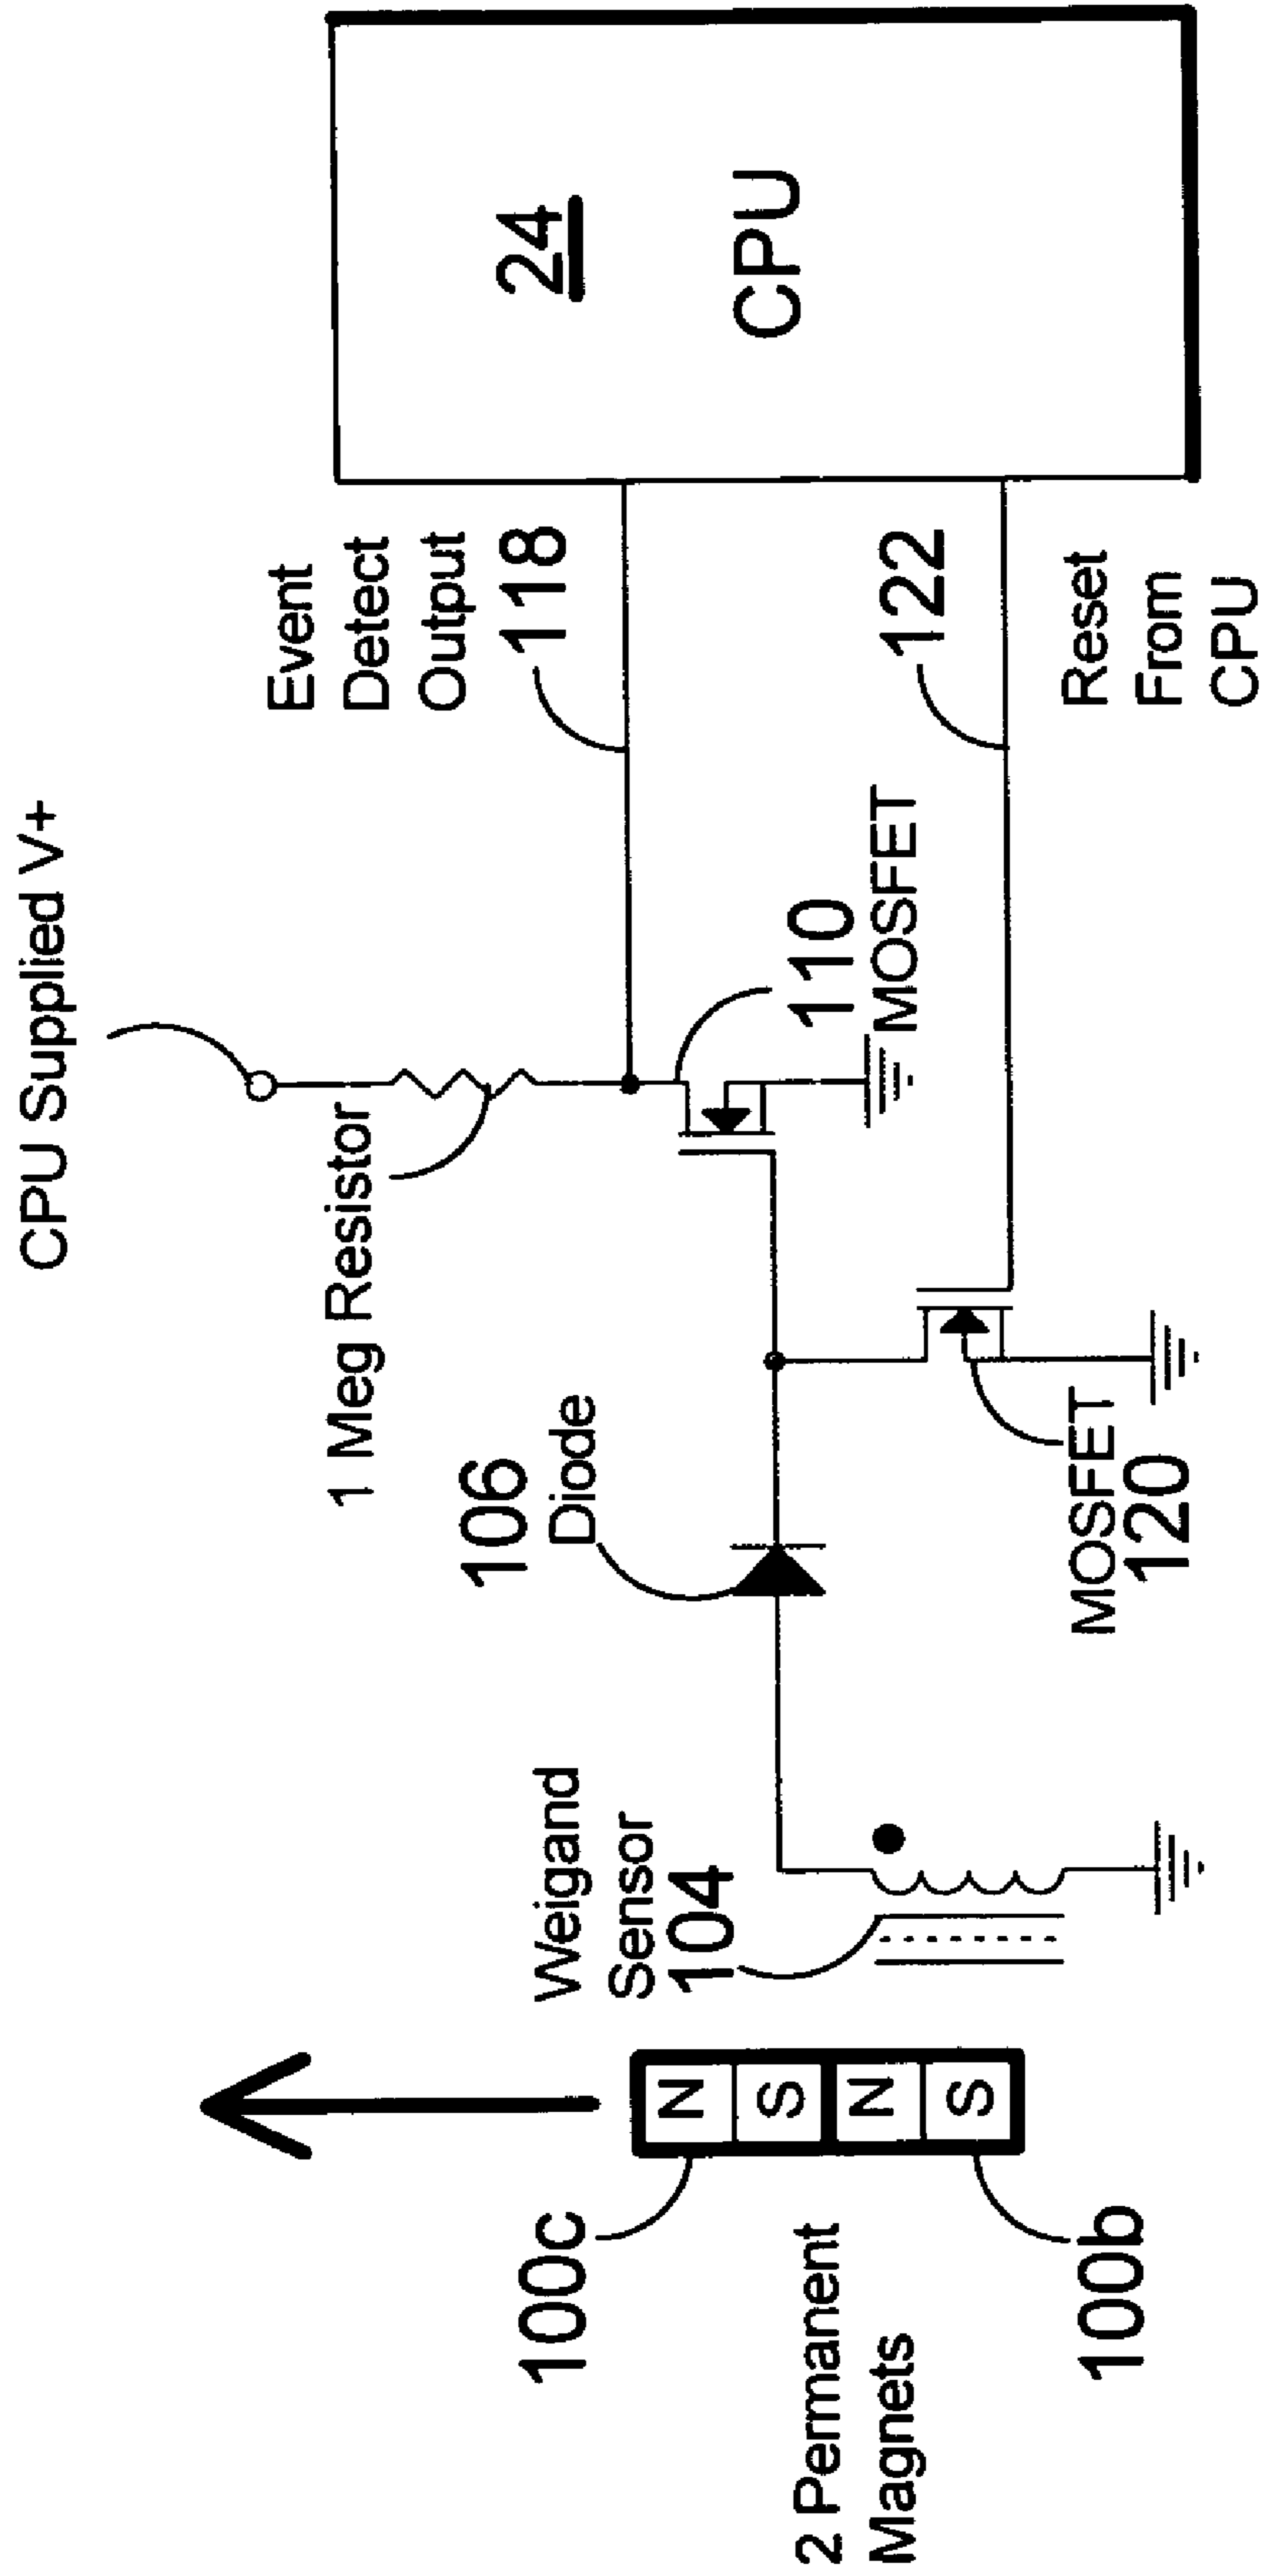 CPU Supplied V+
1 Meg Resistor
Event
Detect
Output
118
24
CPU
106
Diode
110
MOSFET
122
Reset
From
CPU
Weigand
Sensor
104
MOSFET
120
100c
N
S
N
S
2 Permanent
Magnets
100b